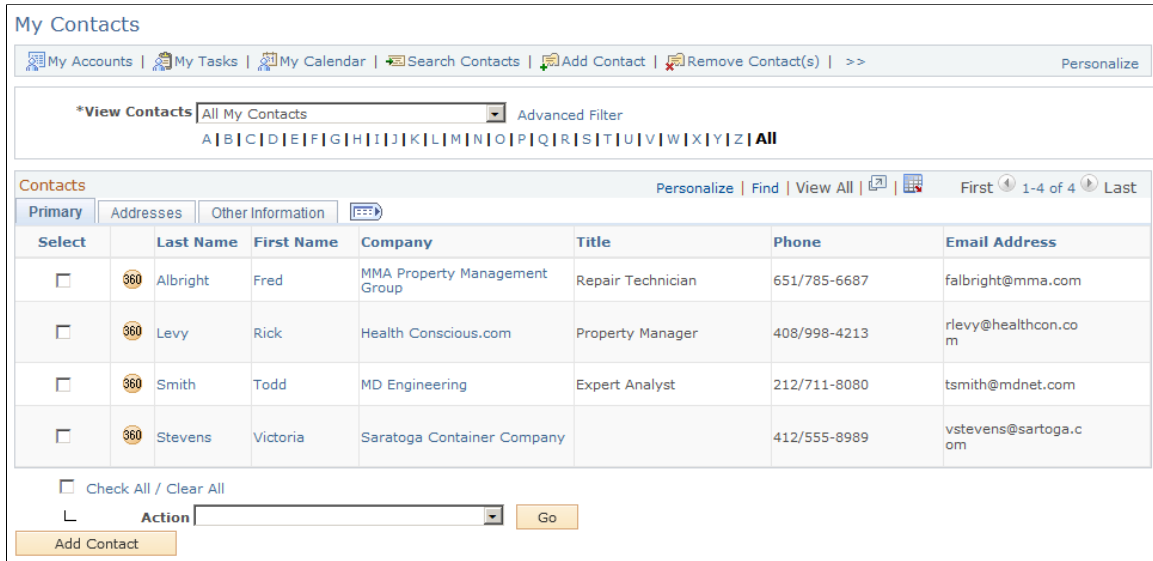 My Contacts
My Accounts | My Tasks | My Calendar | Search Contacts | Add Contact | Remove Contact(s) | >> Personalize
*View Contacts All My Contacts Advanced Filter
A | B | C | D | E | F | G | H | I | J | K | L | M | N | O | P | Q | R | S | T | U | V | W | X | Y | Z | All
Contacts Personalize | Find | View All | | First 1-4 of 4 Last
Primary Addresses Other Information
Select Last Name First Name Company Title Phone Email Address
360 Albright Fred MMA Property Management Group Repair Technician 651/785-6687 falbright@mma.com
360 Levy Rick Health Conscious.com Property Manager 408/998-4213 rlevy@healthcon.com
360 Smith Todd MD Engineering Expert Analyst 212/711-8080 tsmith@mdnet.com
360 Stevens Victoria Saratoga Container Company 412/555-8989 vstevens@sartoga.com
Check All / Clear All
Action Go
Add Contact